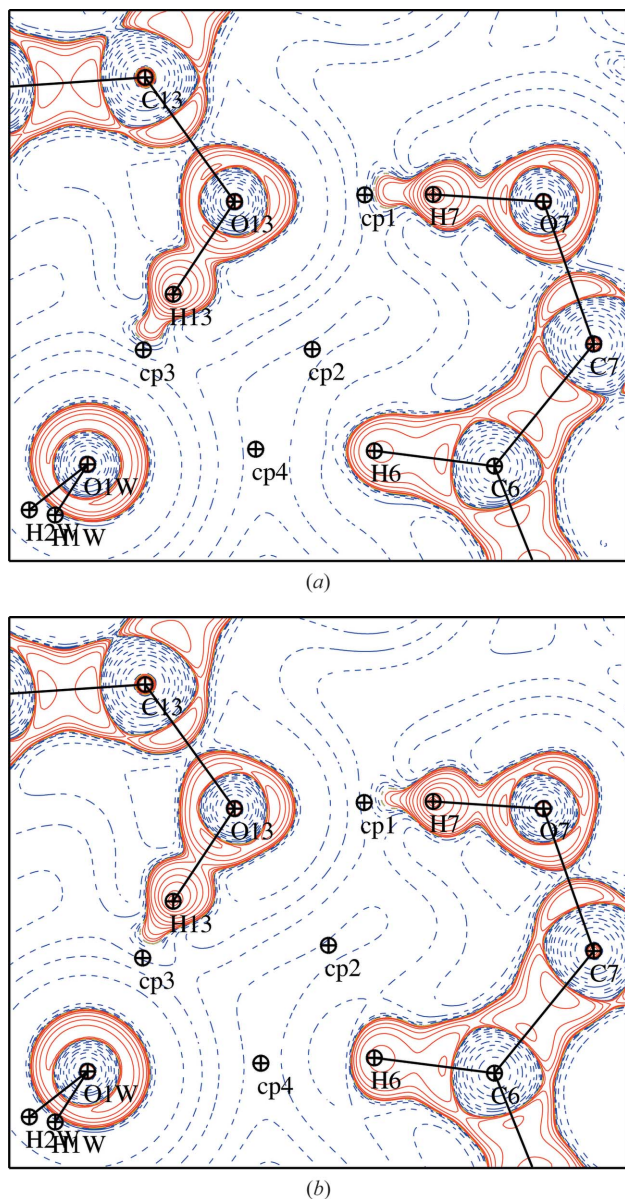 C13
cp1 H7 O7
O13
H13
C7
cp3 cp2
cp4 H6 C6
O1W
H2W H1W
(a)
C13
cp1 H7 O7
O13
H13
C7
cp2
cp3
cp4 H6 C6
O1W
H2W H1W
(b)